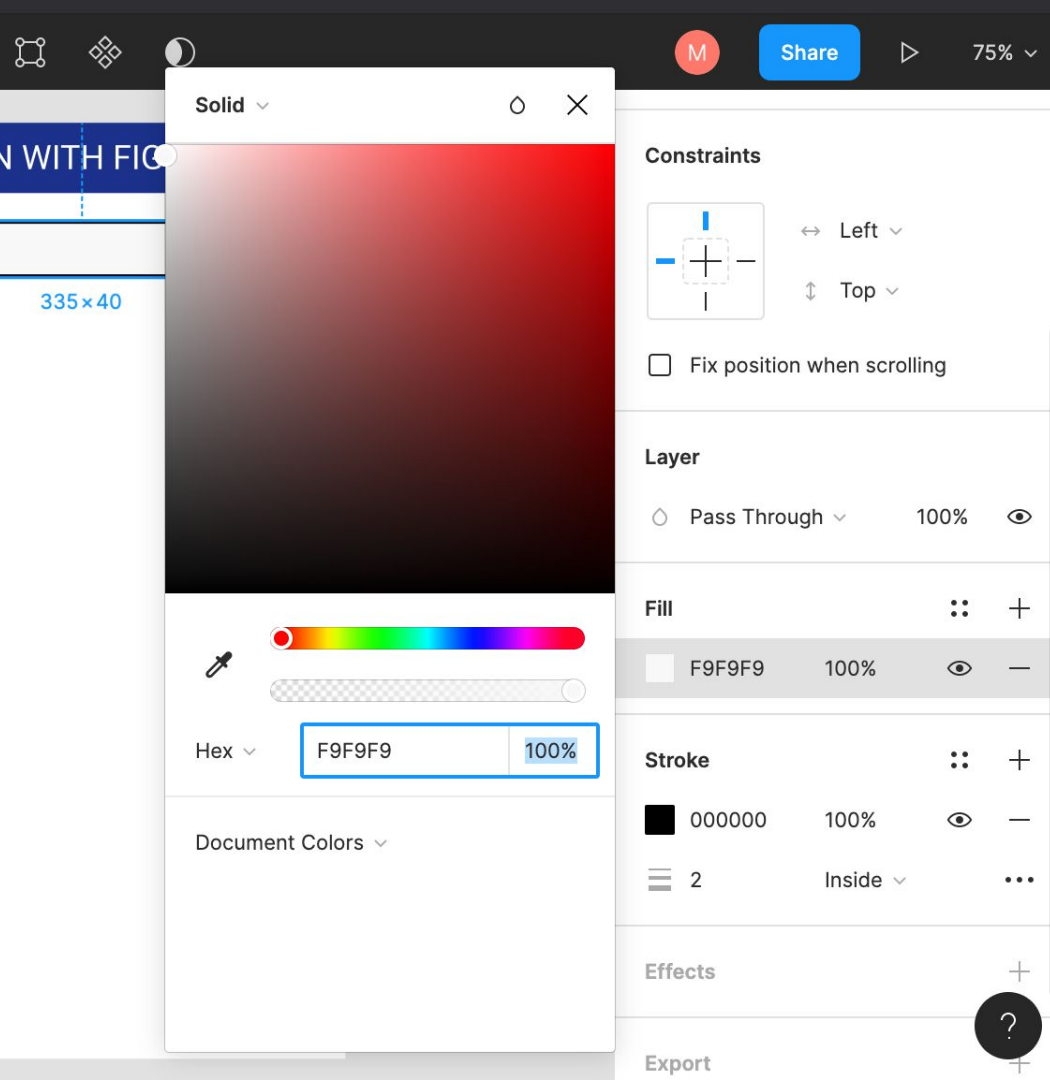 M
Share
75%
Solid
N WITH FIG
335×40
Hex
F9F9F9
100%
Document Colors
Constraints
Left
Top
Fix position when scrolling
Layer
Pass Through
100%
Fill
F9F9F9
100%
Stroke
000000
100%
2
Inside
Effects
?
Export